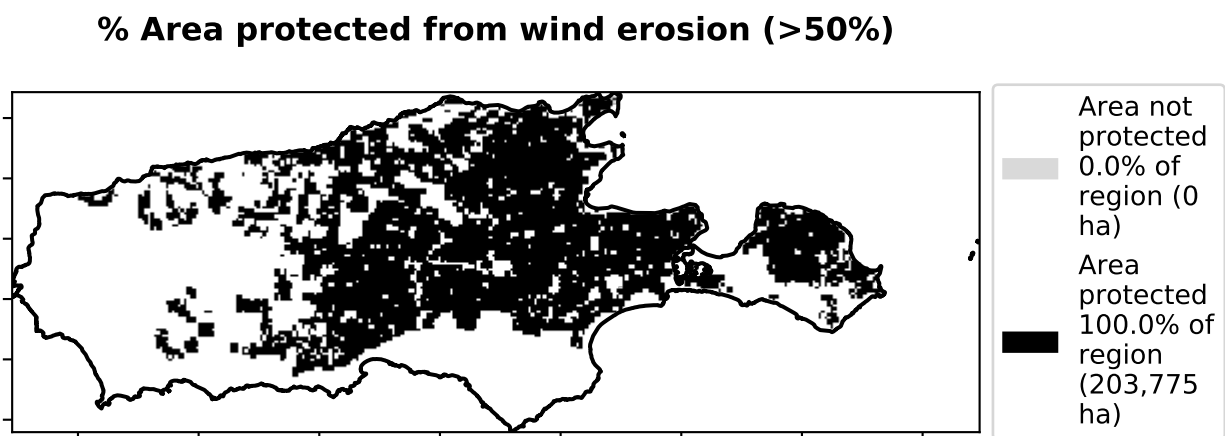 % Area protected from wind erosion (>50%)
Area not
protected
0.0% of
region (0
ha)
Area
protected
100.0% of
region
(203,775
ha)